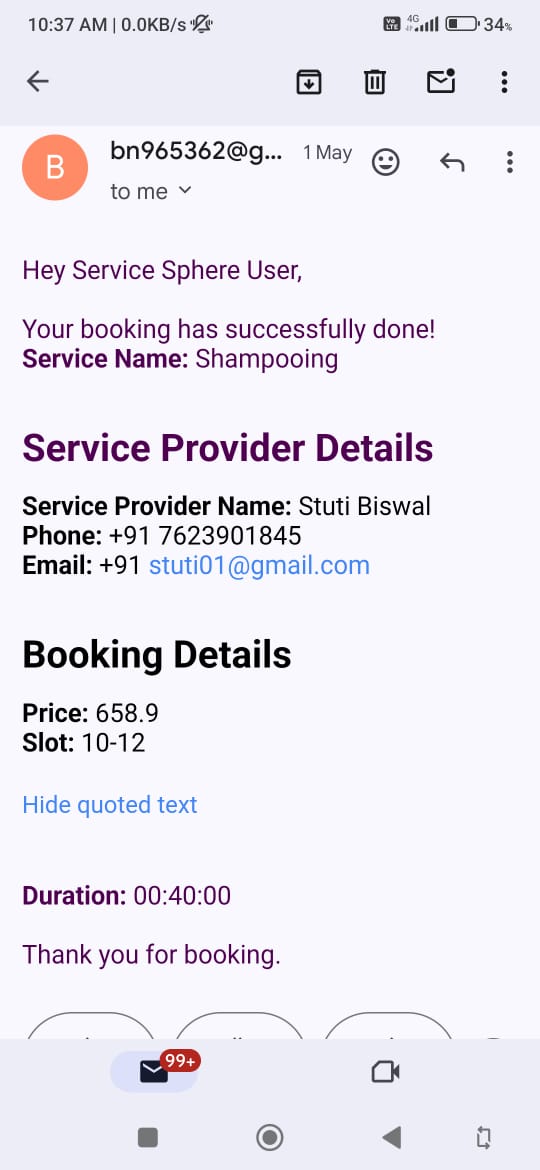 10:37 AM | 0.0KB/s
Vo LTE 4G 34%
B
bn965362@g... 1 May
to me
Hey Service Sphere User,
Your booking has successfully done!
Service Name: Shampooing
Service Provider Details
Service Provider Name: Stuti Biswal
Phone: +91 7623901845
Email: +91 stuti01@gmail.com
Booking Details
Price: 658.9
Slot: 10-12
Hide quoted text
Duration: 00:40:00
Thank you for booking.
99+